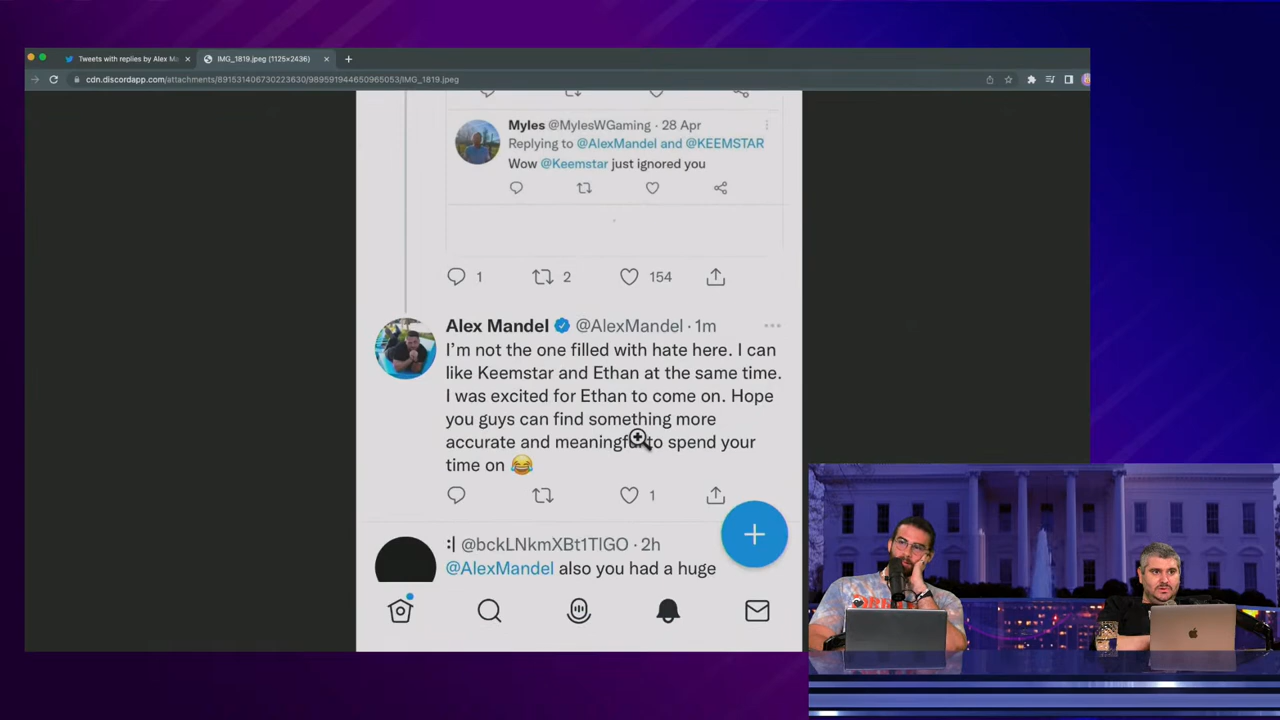 Tweets with replies by Alex Ma
IMG_1819.jpeg (1125×2436)
cdn.discordapp.com/attachments/891531406730223630/989591944650965053/IMG_1819.jpeg
Myles @MylesWGaming · 28 Apr
Replying to @AlexMandel and @KEEMSTAR
Wow @Keemstar just ignored you
1 2 154
Alex Mandel @AlexMandel · 1m
I'm not the one filled with hate here. I can
like Keemstar and Ethan at the same time.
I was excited for Ethan to come on. Hope
you guys can find something more
accurate and meaningful to spend your
time on 😂
1
:| @bckLNkmXBt1TlGO · 2h
@AlexMandel also you had a huge